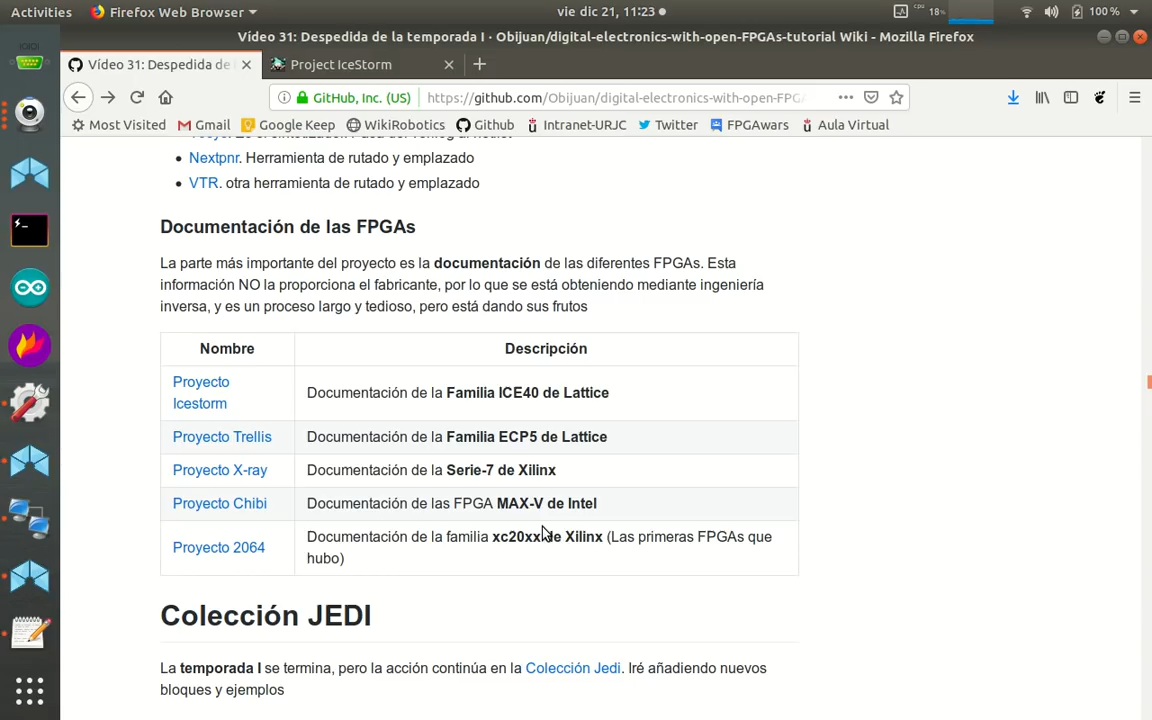 Activities Firefox Web Browser vie dic 21, 11:23 cpu 18% 100 %
Vídeo 31: Despedida de la temporada I · Obijuan/digital-electronics-with-open-FPGAs-tutorial Wiki - Mozilla Firefox
Vídeo 31: Despedida de Project IceStorm
GitHub, Inc. (US) https://github.com/Obijuan/digital-electronics-with-open-FPGA
Most Visited Gmail Google Keep WikiRobotics Github Intranet-URJC Twitter FPGAwars Aula Virtual
Nextpnr. Herramienta de rutado y emplazado
VTR. otra herramienta de rutado y emplazado
Documentación de las FPGAs
La parte más importante del proyecto es la documentación de las diferentes FPGAs. Esta
información NO la proporciona el fabricante, por lo que se está obteniendo mediante ingeniería
inversa, y es un proceso largo y tedioso, pero está dando sus frutos
Nombre Descripción
Proyecto
Icestorm
Documentación de la Familia ICE40 de Lattice
Proyecto Trellis Documentación de la Familia ECP5 de Lattice
Proyecto X-ray Documentación de la Serie-7 de Xilinx
Proyecto Chibi Documentación de las FPGA MAX-V de Intel
Proyecto 2064
Documentación de la familia xc20xx de Xilinx (Las primeras FPGAs que
hubo)
Colección JEDI
La temporada I se termina, pero la acción continúa en la Colección Jedi. Iré añadiendo nuevos
bloques y ejemplos